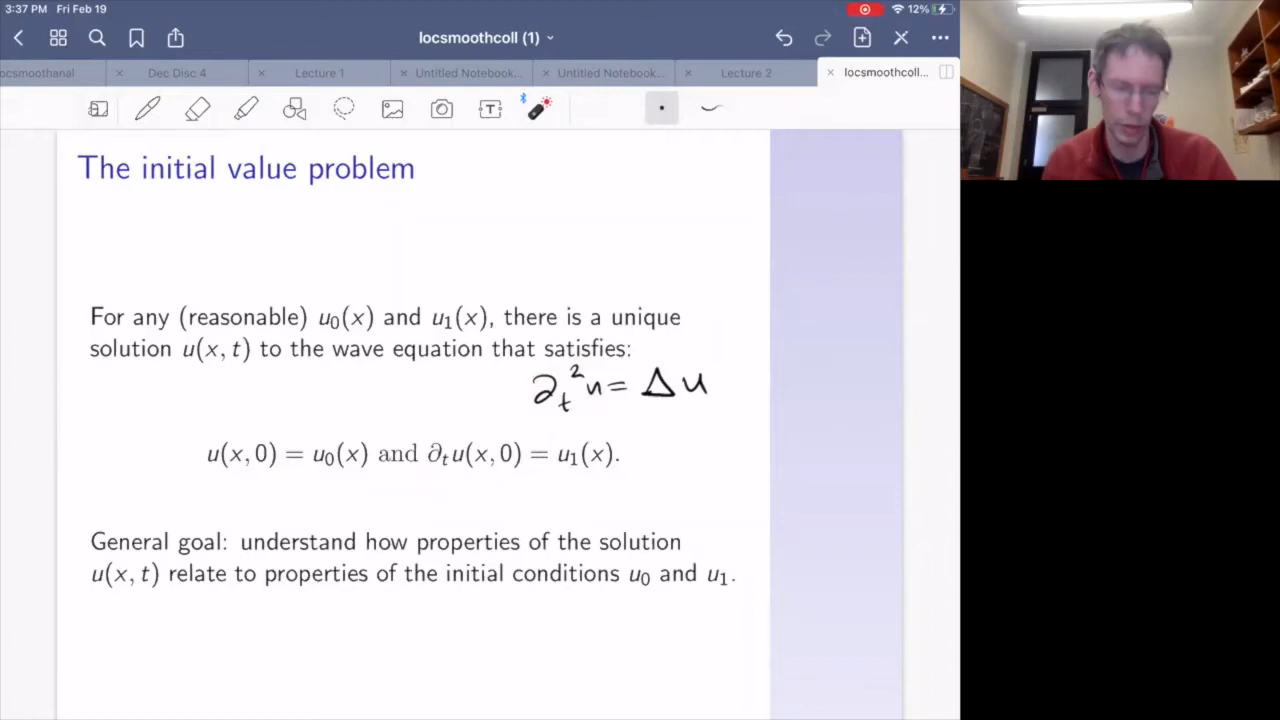 3:37 PM Fri Feb 19
12%
locsmoothcoll (1)
ocsmoothanal
Dec Disc 4
Lecture 1
Untitled Notebook...
Untitled Notebook...
Lecture 2
locsmoothcoll...
T
The initial value problem
For any (reasonable) u₀(x) and u₁(x), there is a unique
solution u(x, t) to the wave equation that satisfies:
∂ₜ²u = Δu
u(x, 0) = u₀(x) and ∂ₜu(x, 0) = u₁(x).
General goal: understand how properties of the solution
u(x, t) relate to properties of the initial conditions u₀ and u₁.